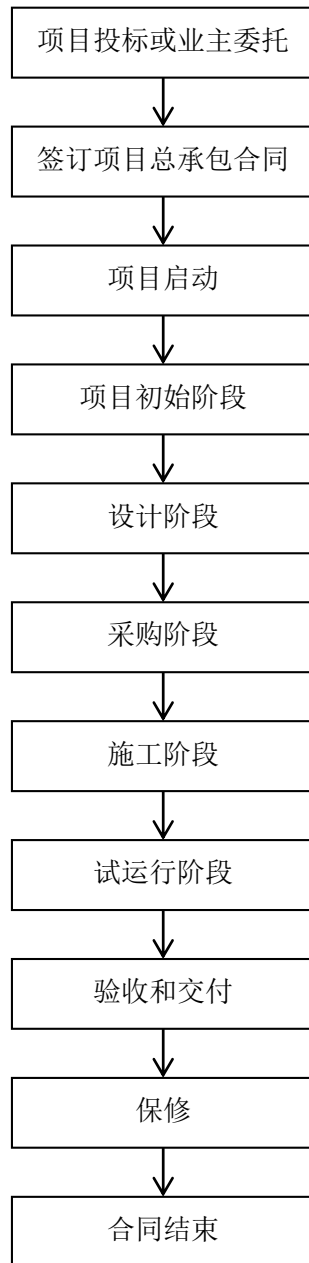 项目投标或业主委托
签订项目总承包合同
项目启动
项目初始阶段
设计阶段
采购阶段
施工阶段
试运行阶段
验收和交付
保修
合同结束